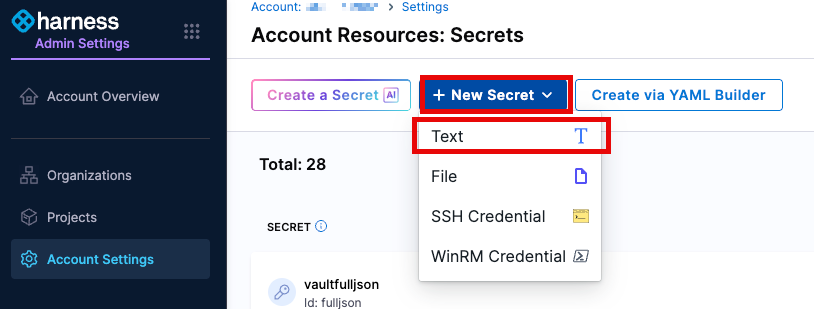 harness
Admin Settings
Account Overview
Organizations
Projects
Account Settings
Account: > Settings
Account Resources: Secrets
Create a Secret AI
+ New Secret
Create via YAML Builder
Text T
File
SSH Credential
WinRM Credential
Total: 28
SECRET
vaultfulljson
Id: fulljson